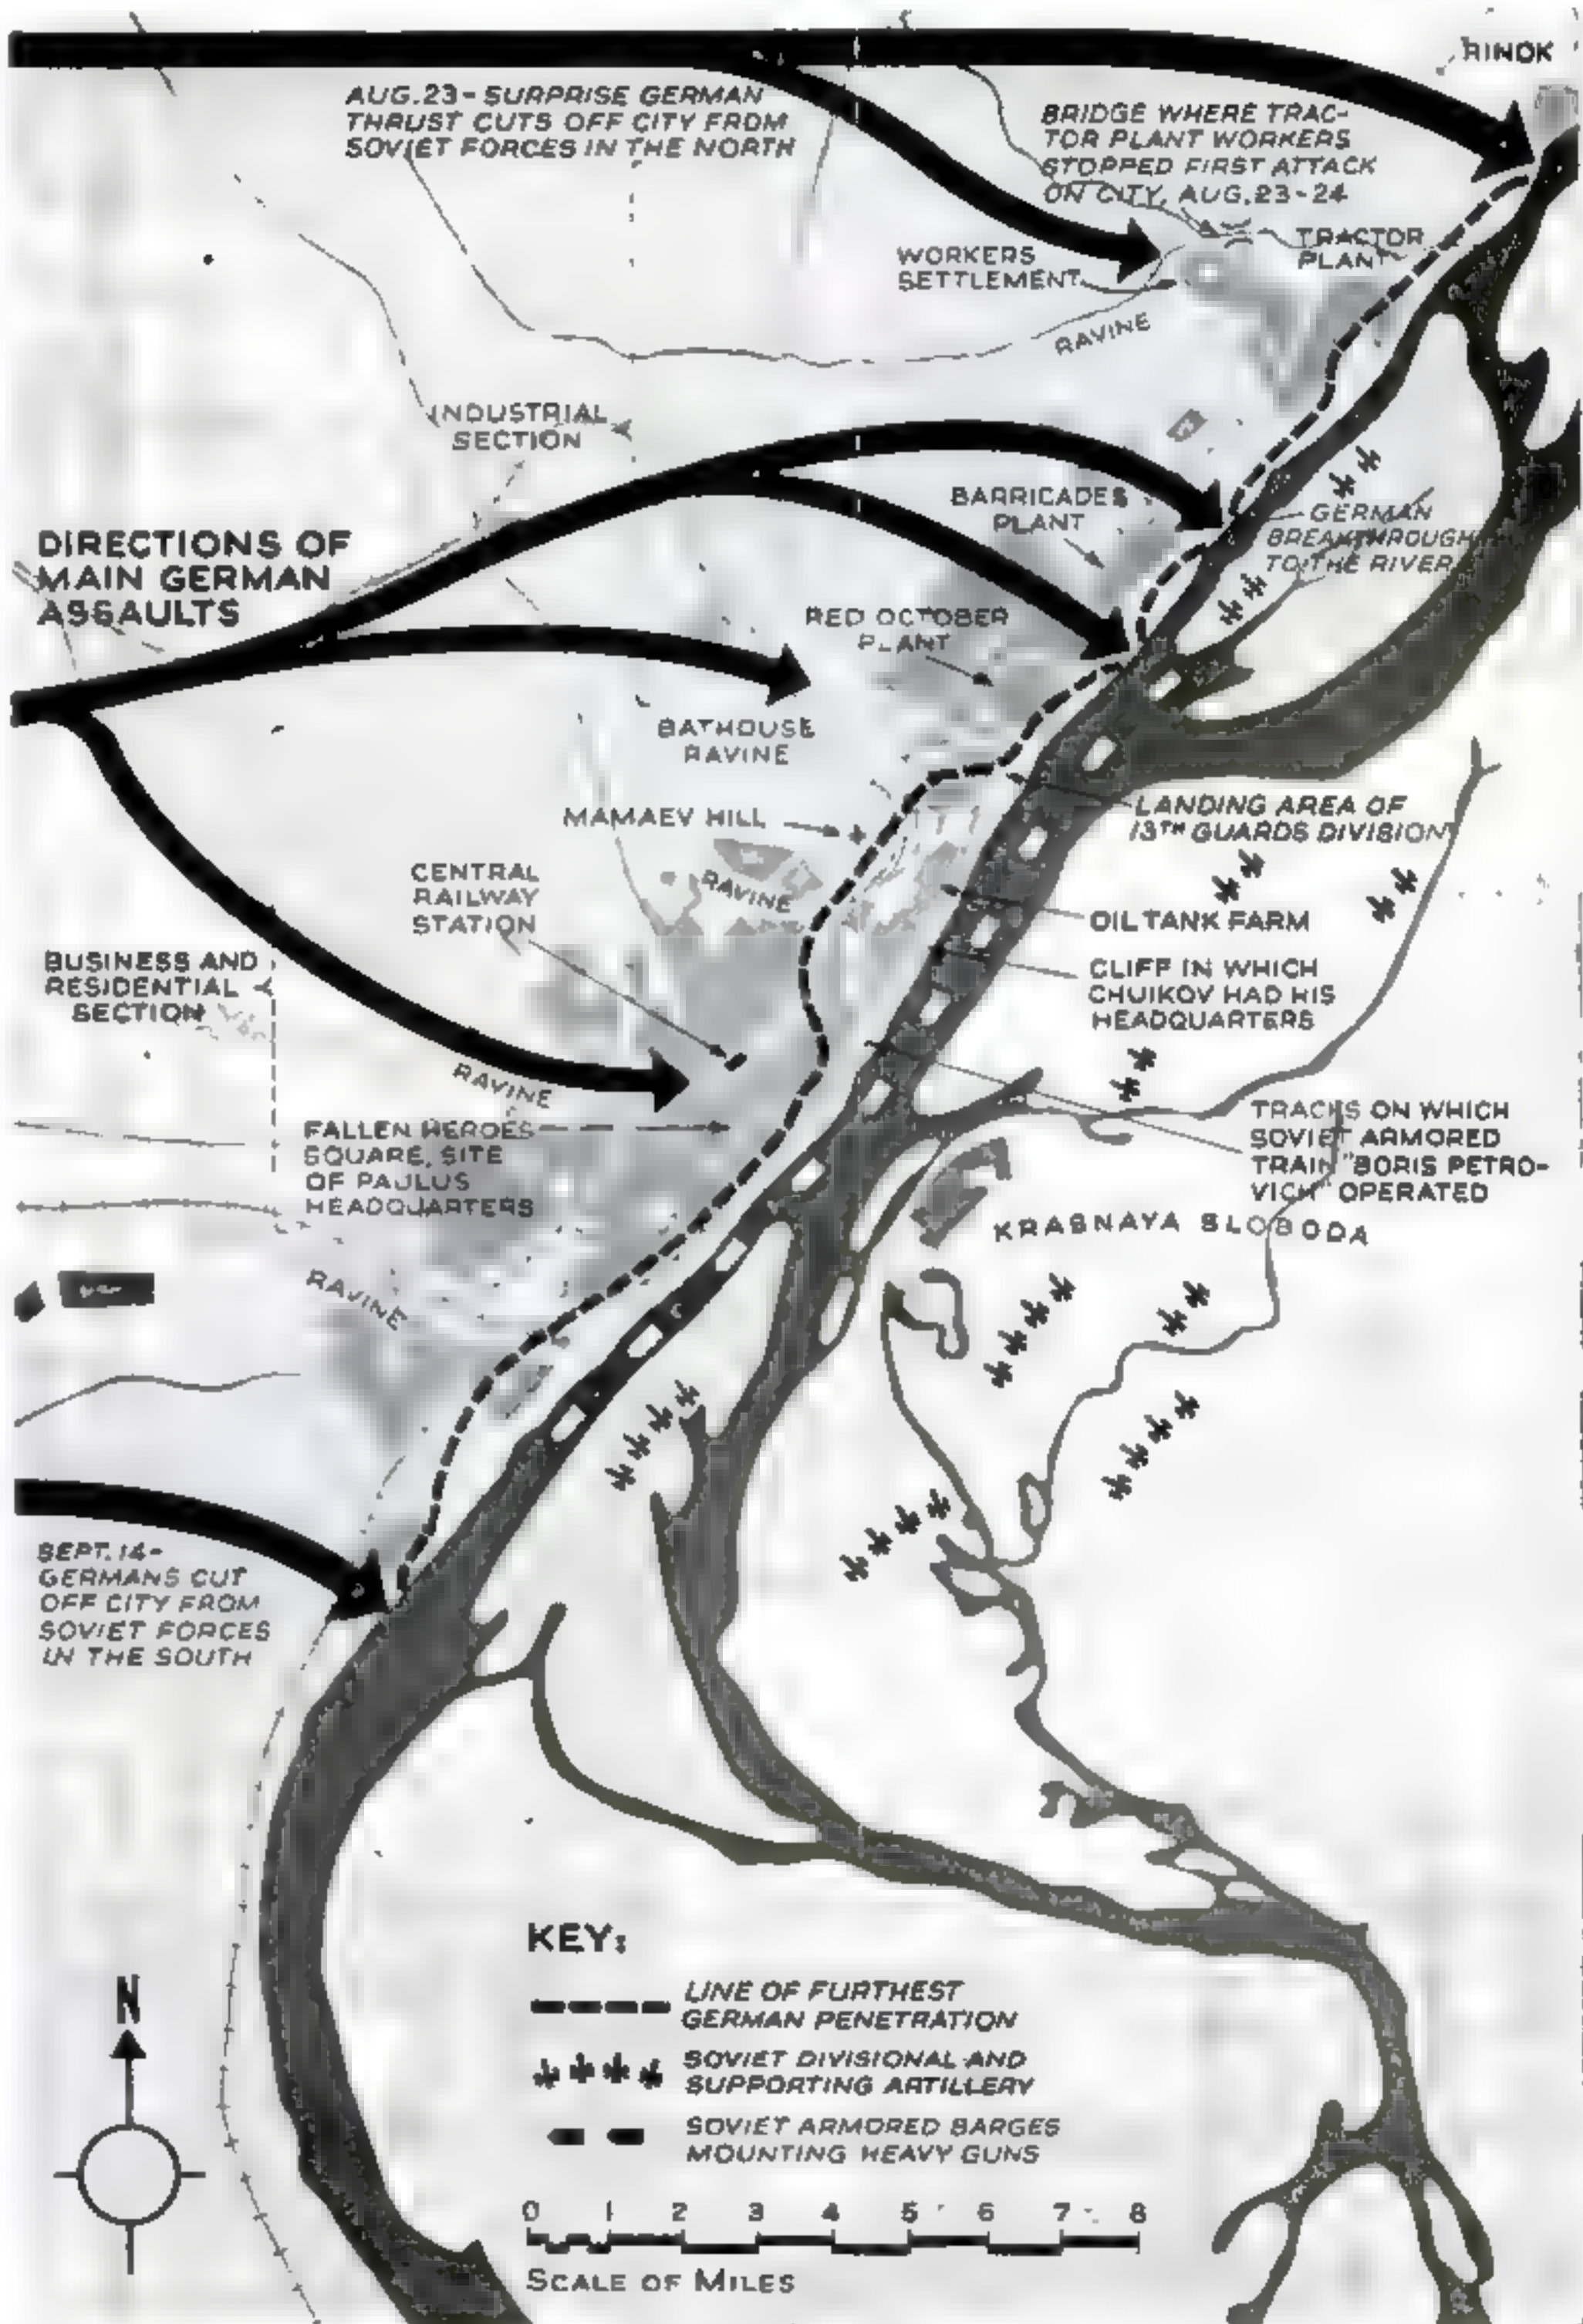 RINOK
AUG.23-SURPRISE GERMAN
THRUST CUTS OFF CITY FROM
SOVIET FORCES IN THE NORTH
BRIDGE WHERE TRAC-
TOR PLANT WORKERS
STOPPED FIRST ATTACK
ON CITY, AUG.23-24
WORKERS
SETTLEMENT
TRACTOR
PLANT
RAVINE
INDUSTRIAL
SECTION
BARRICADES
PLANT
GERMAN
BREAKTHROUGH
TO THE RIVER
DIRECTIONS OF
MAIN GERMAN
ASSAULTS
RED OCTOBER
PLANT
BATHOUSE
RAVINE
MAMAEV HILL
LANDING AREA OF
13TH GUARDS DIVISION
CENTRAL
RAILWAY
STATION
RAVINE
OIL TANK FARM
BUSINESS AND
RESIDENTIAL
SECTION
CLIFF IN WHICH
CHUIKOV HAD HIS
HEADQUARTERS
RAVINE
FALLEN HEROES
SQUARE, SITE
OF PAULUS
HEADQUARTERS
TRACKS ON WHICH
SOVIET ARMORED
TRAIN "BORIS PETRO-
VICH" OPERATED
KRASNAYA SLOBODA
RAVINE
SEPT.14-
GERMANS CUT
OFF CITY FROM
SOVIET FORCES
IN THE SOUTH
KEY:
LINE OF FURTHEST
GERMAN PENETRATION
SOVIET DIVISIONAL AND
SUPPORTING ARTILLERY
SOVIET ARMORED BARGES
MOUNTING HEAVY GUNS
N
0 1 2 3 4 5 6 7 8
SCALE OF MILES